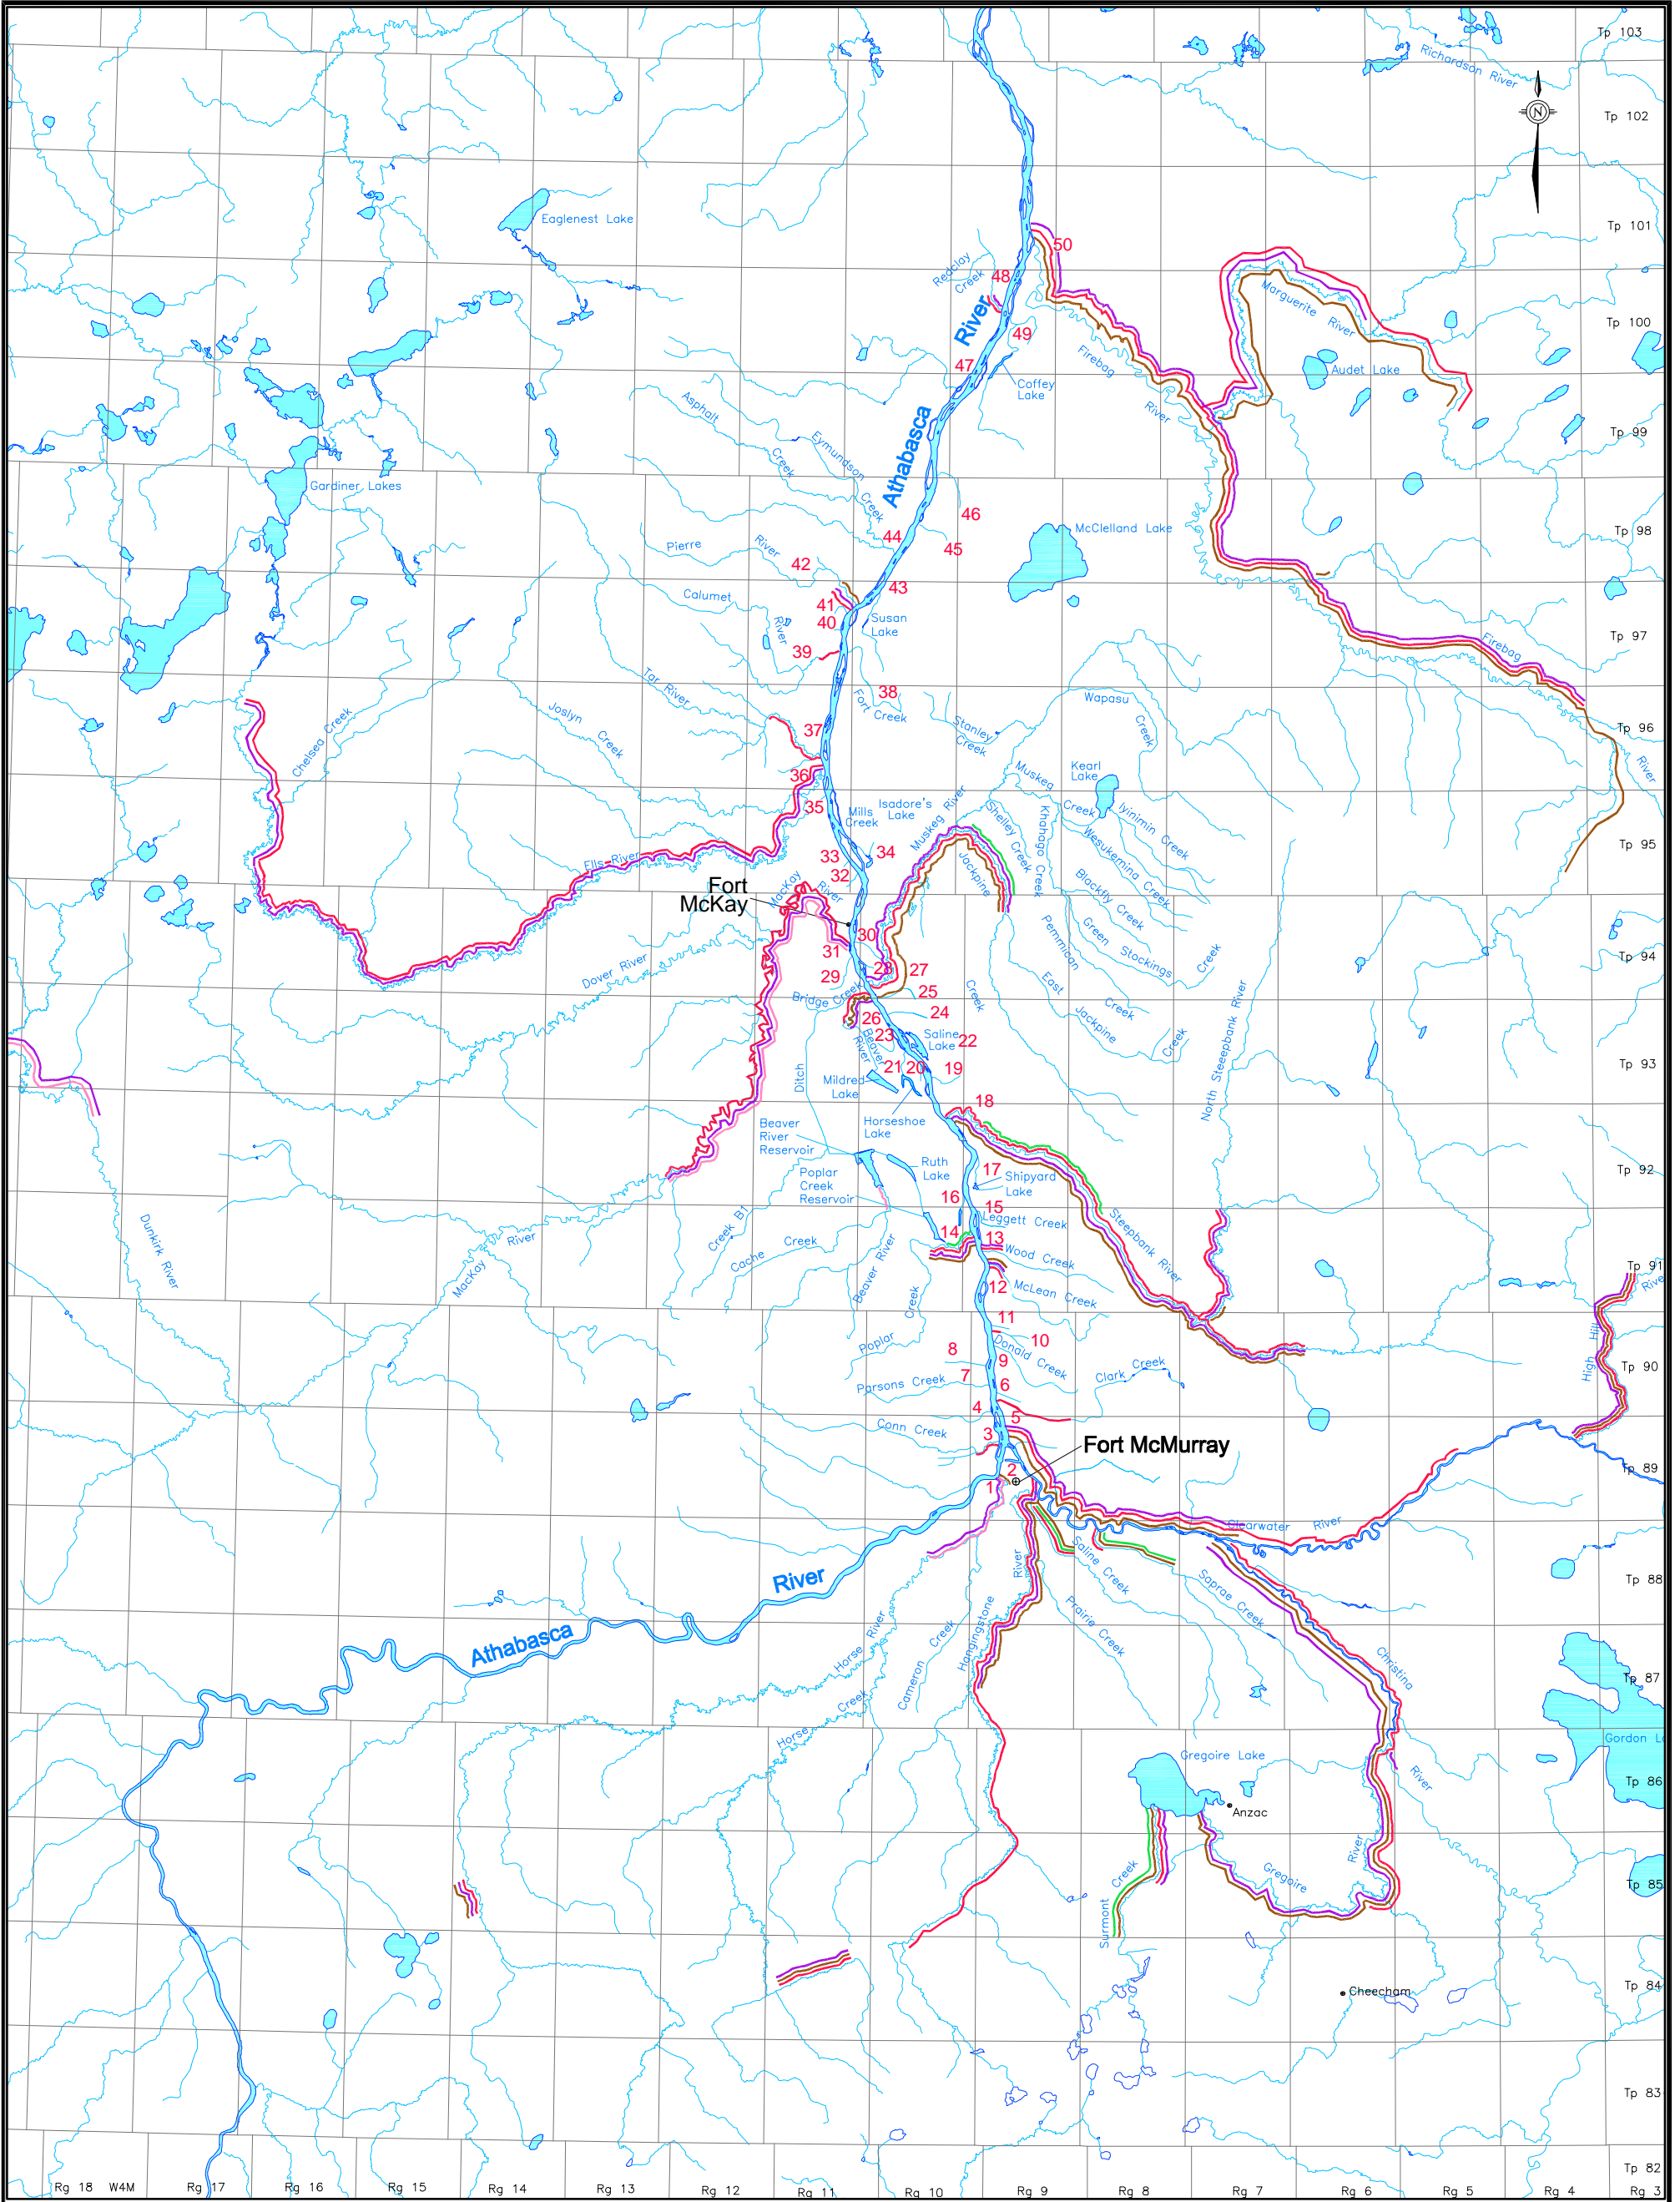 Tp 103
Richardson River
N
Tp 102
Eaglenest Lake
Tp 101
50
Redclay
Creek
48
Marguerite River
River
49
Tp 100
Firebag
47
Audet Lake
Coffey
Lake
Asphalt
River
Athabasca
Eymundson
Tp 99
Creek
Gardiner Lakes
Creek
46
McClelland Lake
Tp 98
44
River
Pierre
45
42
43
Calumet
41
40
Susan
Lake
River
Tp 97
39
Firebag
Tar River
38
Wapasu
Fort Creek
Joslyn
Creek
Stanley
Creek
Creek
Tp 96
37
Chelsea Creek
Kearl
Lake
River
36
Muskeg
Creek
35
Isadore's
Lake
Mills
Creek
Iyinimin Creek
Muskeg River
Shelley Creek
Khahago Creek
Wesukemina Creek
Tp 95
34
33
Ells River
Jackpine
32
Blackfly Creek
Fort
McKay
MacKay
River
Green Stockings
Creek
Pemmican
Creek
30
31
Tp 94
Dover River
28
27
29
East
Jackpine
Creek
Creek
Bridge Creek
25
24
26
North Steeepbank River
23
Saline
Lake
22
Beaver
River
Tp 93
21
20
19
Ditch
Mildred
Lake
18
Horseshoe
Lake
Beaver
River
Reservoir
Ruth
Lake
17
Tp 92
Poplar
Creek
Reservoir
Shipyard
Lake
16
15
Dunkirk River
Creek B1
Leggett Creek
Steepbank River
14
13
River
Cache Creek
Wood Creek
MacKay
Beaver River
Tp 91
River
12
McLean Creek
Creek
11
Poplar
10
8
Donald Creek
9
High Hill
Tp 90
7
Clark Creek
Parsons Creek
6
4
5
Conn Creek
3
Fort McMurray
2
Tp 89
1
Clearwater River
River
Saline Creek
River
Saprae Creek
Tp 88
Athabasca
Horse River
Cameron Creek
Hangingstone
Prairie Creek
Christina
Tp 87
Horse Creek
Gregoire Lake
River
Tp 86
Anzac
River
Gregoire
Surmont Creek
Tp 85
Cheecham
Tp 84
Tp 83
Tp 82
Rg 18 W4M Rg 17 Rg 16 Rg 15 Rg 14 Rg 13 Rg 12 Rg 11 Rg 10 Rg 9 Rg 8 Rg 7 Rg 6 Rg 5 Rg 4 Rg 3